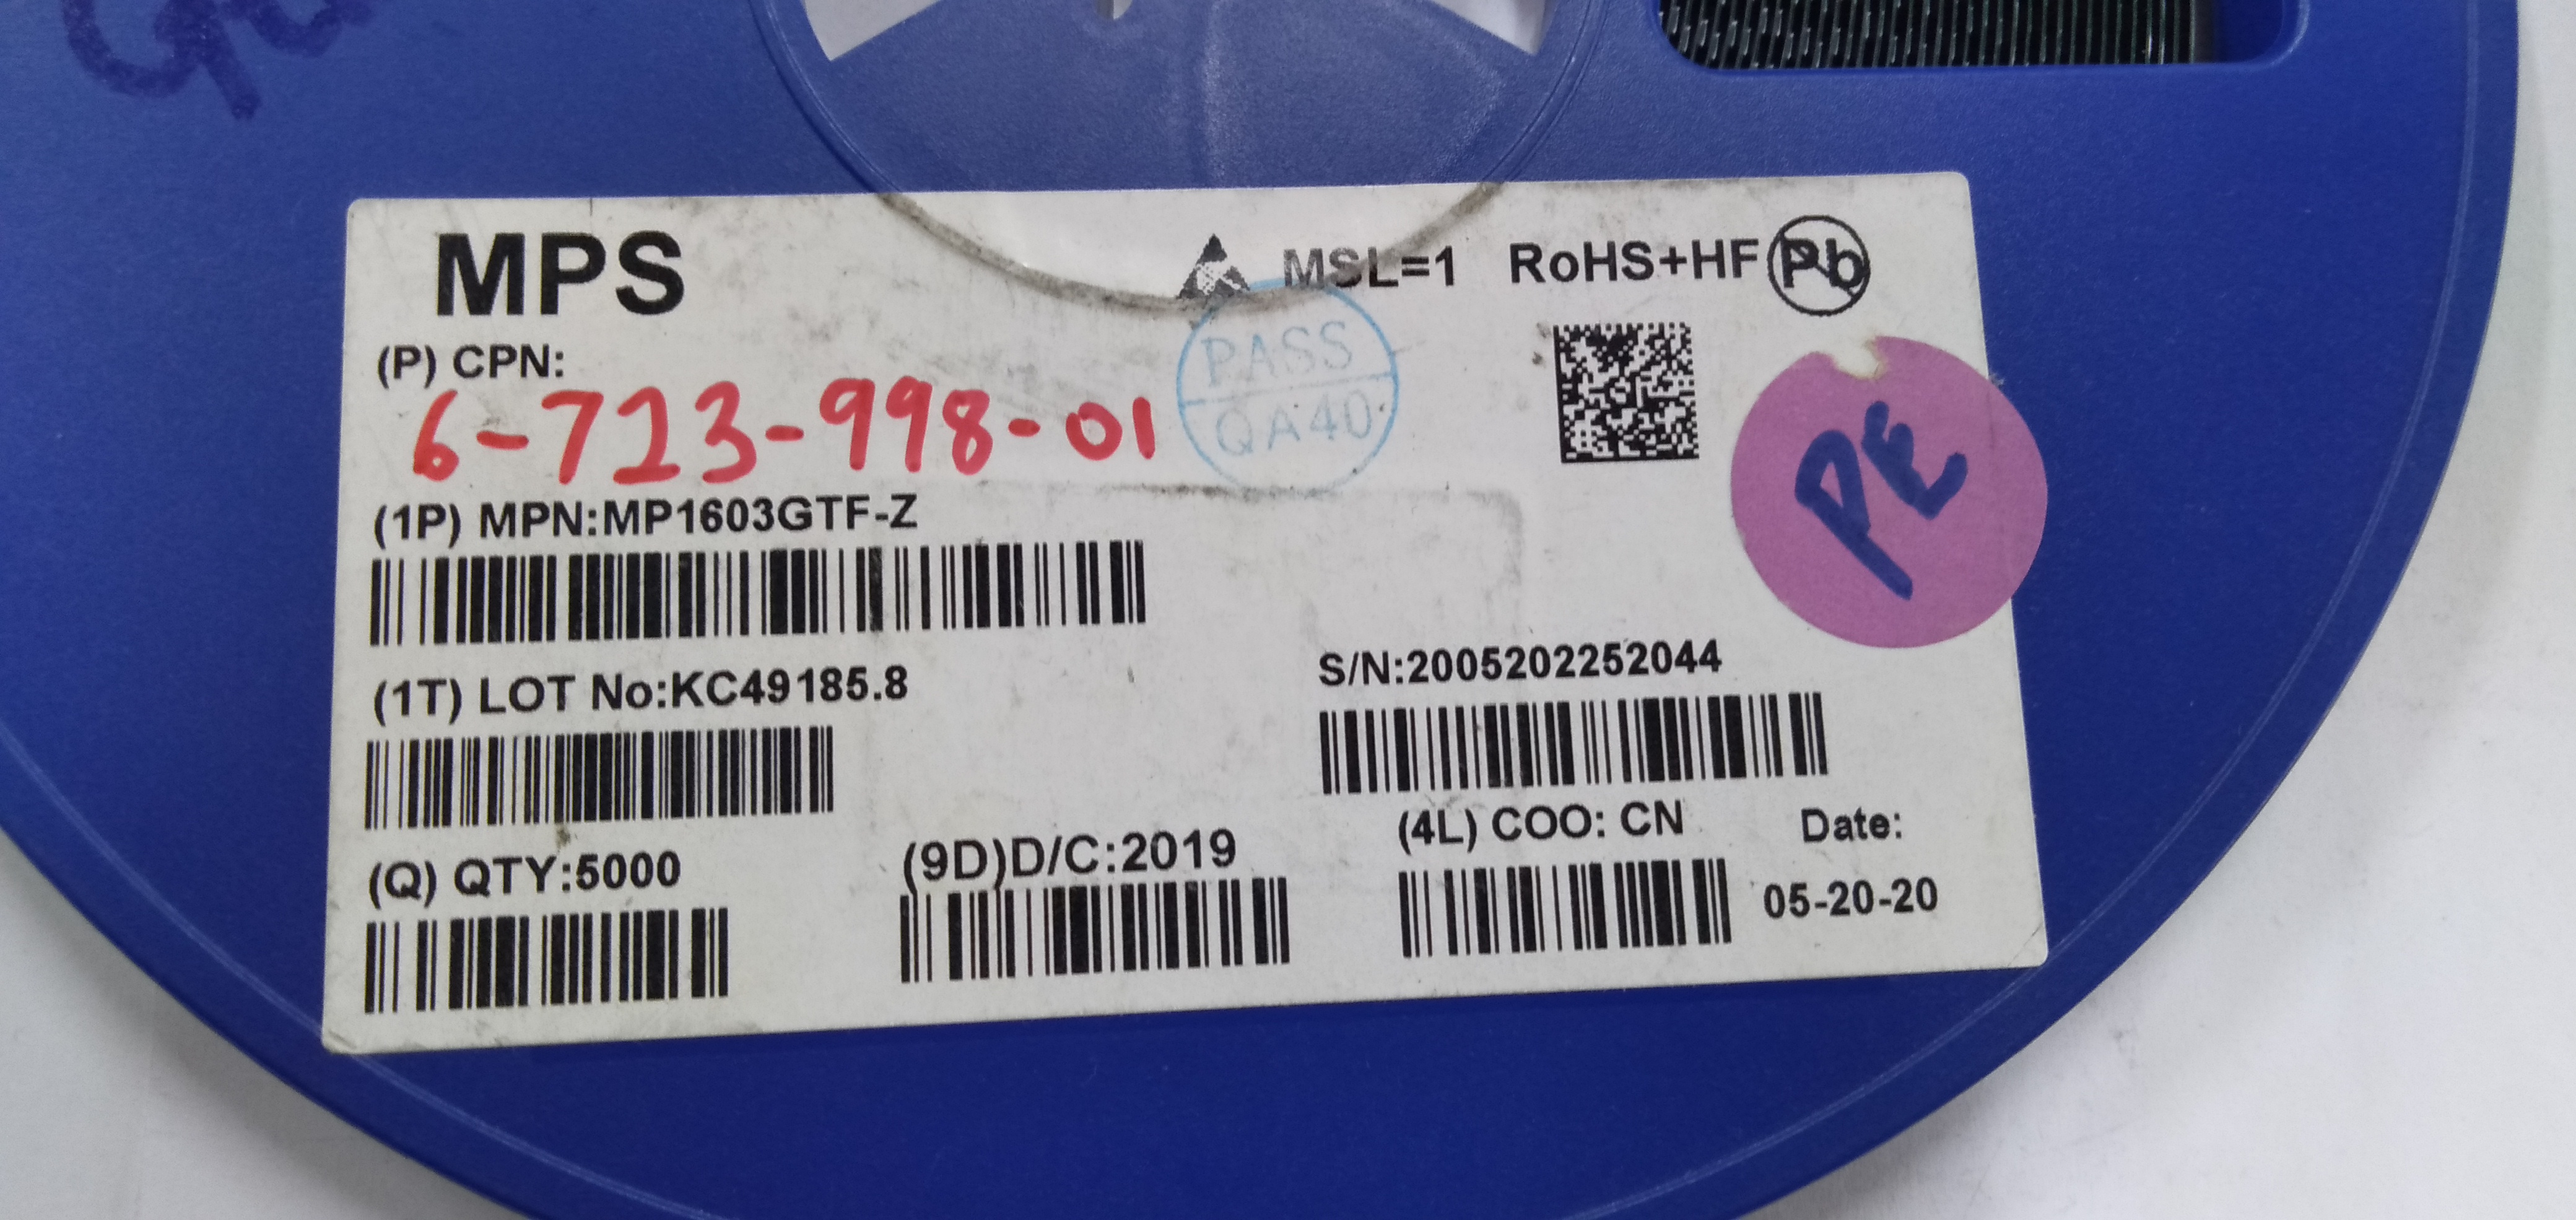 MPS
MSL=1 RoHS+HF Pb
(P) CPN:
6-723-998-01
PASS
QA40
PE
(1P) MPN:MP1603GTF-Z
(1T) LOT No:KC49185.8
S/N:2005202252044
(Q) QTY:5000
(9D)D/C:2019
(4L) COO: CN
Date:
05-20-20